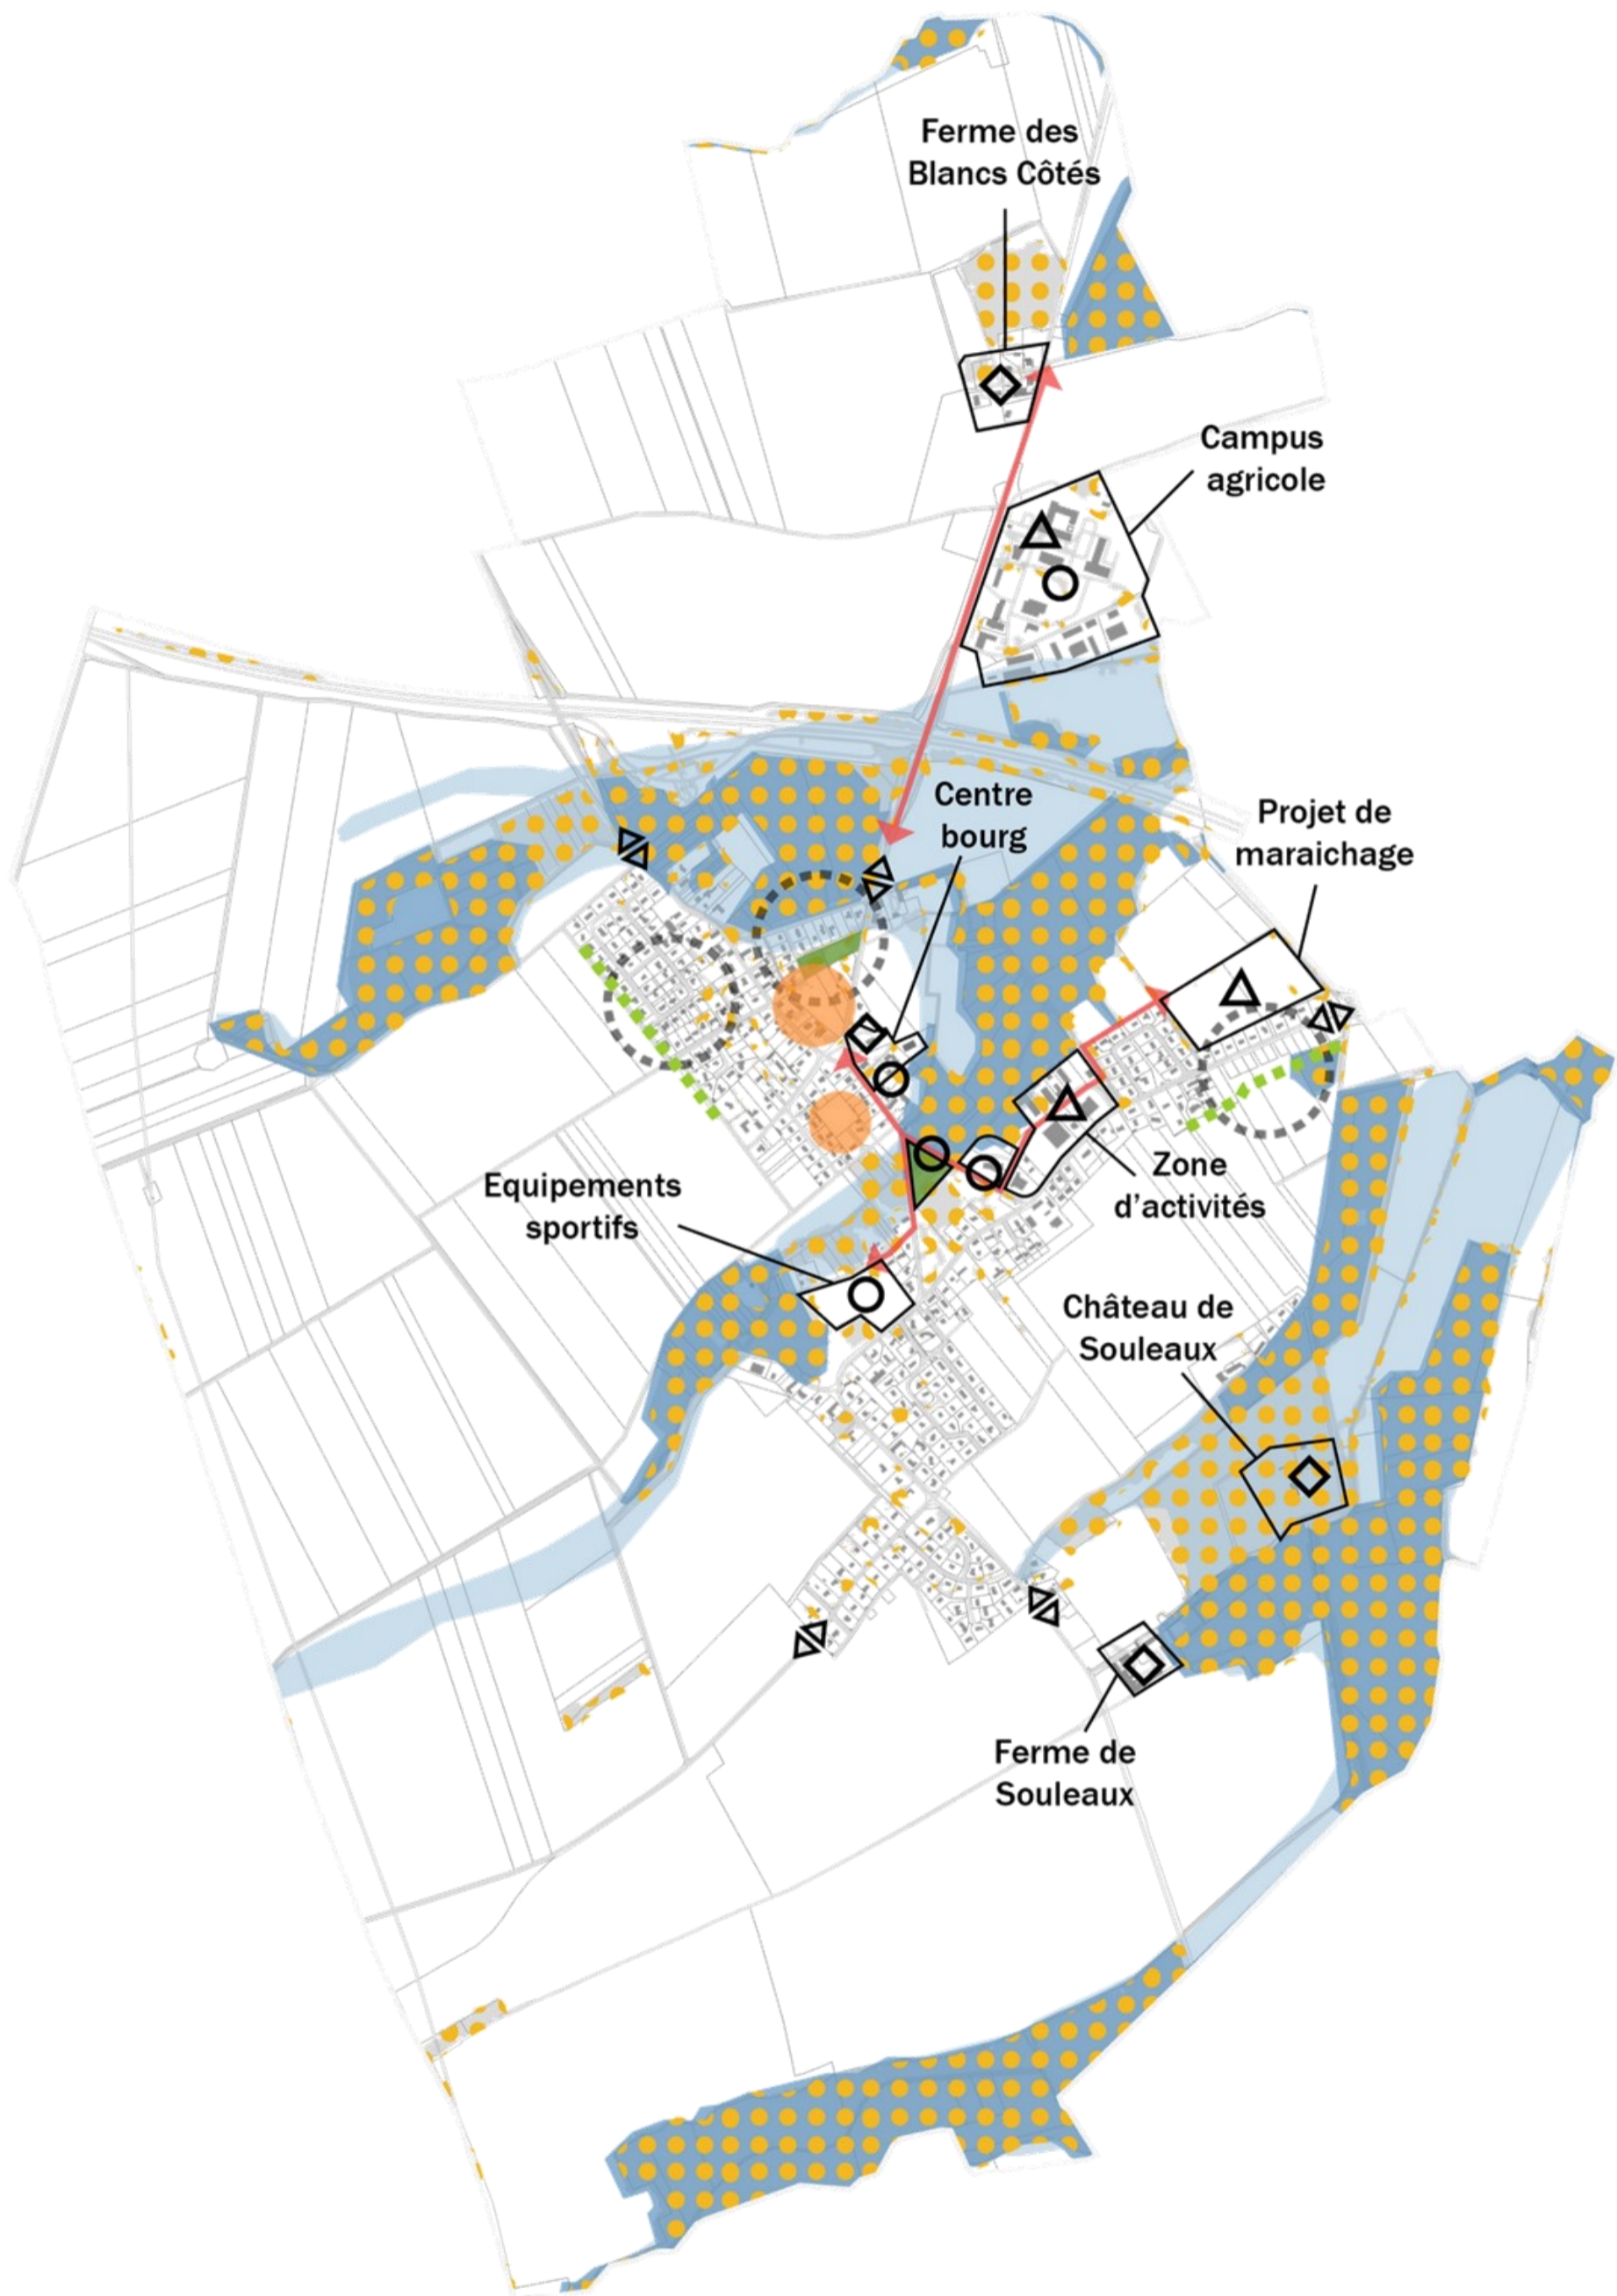 Ferme des
Blancs Côtés
Campus
agricole
Centre
bourg
Projet de
maraichage
Equipements
sportifs
Zone
d'activités
Château de
Souleaux
Ferme de
Souleaux